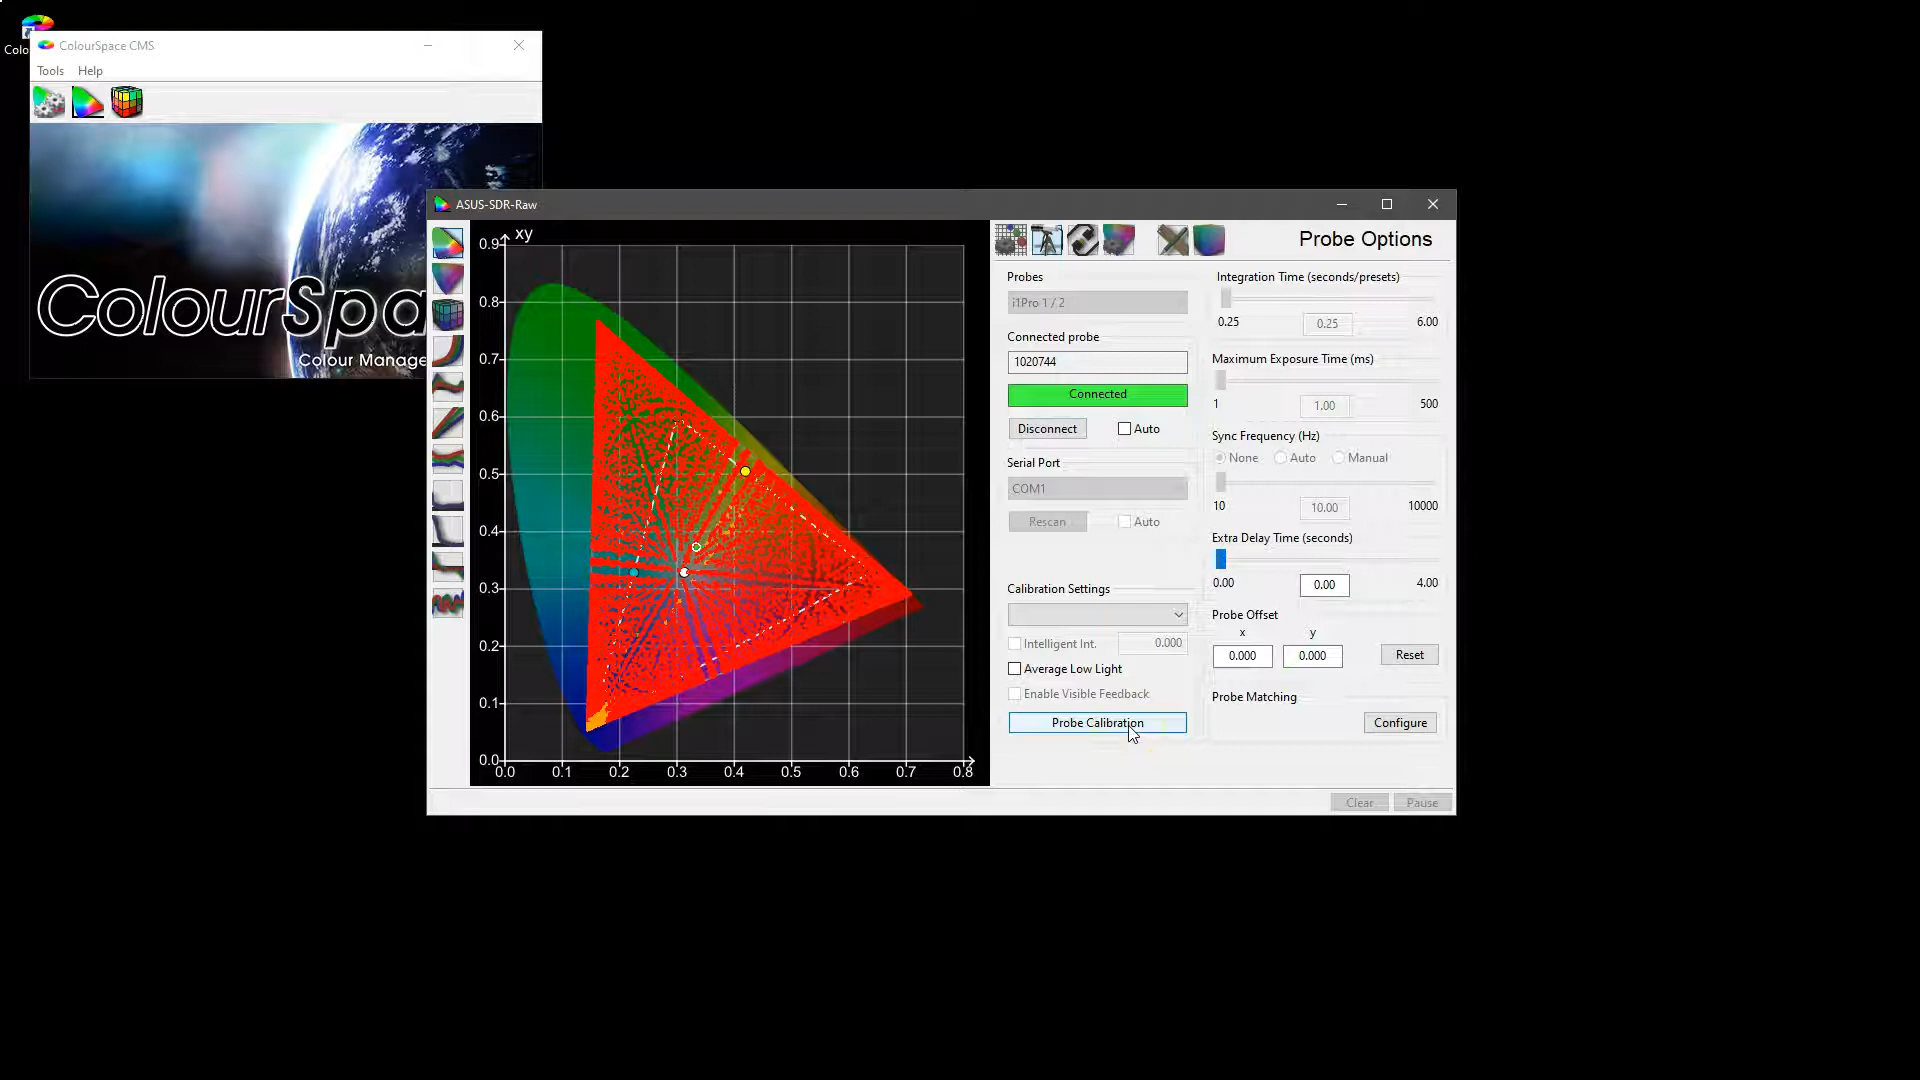 Colo
ColourSpace CMS
Tools
Help
ColourSpa
Colour Manage
ASUS-SDR-Raw
xy
0.9
0.8
0.7
0.6
0.5
0.4
0.3
0.2
0.1
0.0
0.0 0.1 0.2 0.3 0.4 0.5 0.6 0.7 0.8
Probe Options
Probes
i1Pro 1 / 2
Connected probe
1020744
Connected
Disconnect
Auto
Serial Port
COM1
Rescan
Auto
Calibration Settings
Intelligent Int.
0.000
Average Low Light
Enable Visible Feedback
Probe Calibration
Integration Time (seconds/presets)
0.25
0.25
6.00
Maximum Exposure Time (ms)
1
1.00
500
Sync Frequency (Hz)
None
Auto
Manual
10
10.00
10000
Extra Delay Time (seconds)
0.00
0.00
4.00
Probe Offset
x
y
0.000
0.000
Reset
Probe Matching
Configure
Clear
Pause